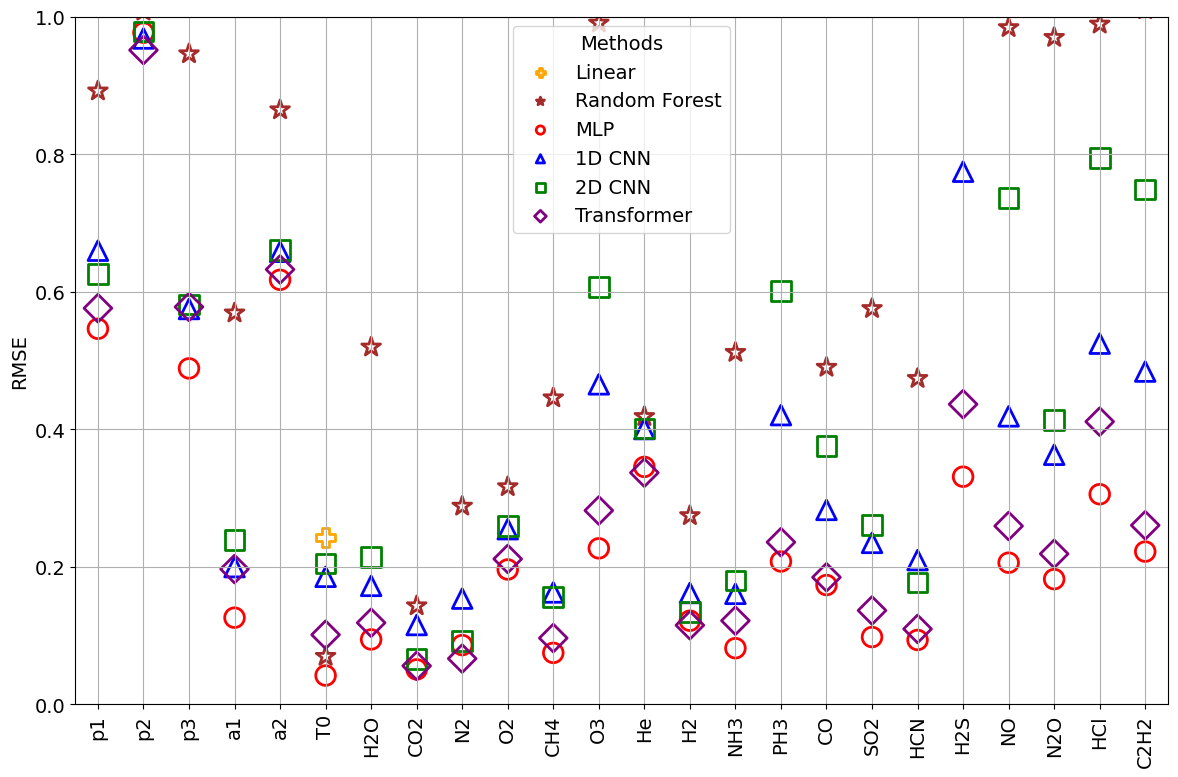 1.0
0.8
0.6
0.4
0.2
0.0
RMSE
Methods
Linear
Random Forest
MLP
1D CNN
2D CNN
Transformer
p1
p2
p3
a1
a2
T0
H2O
CO2
N2
O2
CH4
O3
He
H2
NH3
PH3
CO
SO2
HCN
H2S
NO
N2O
HCl
C2H2